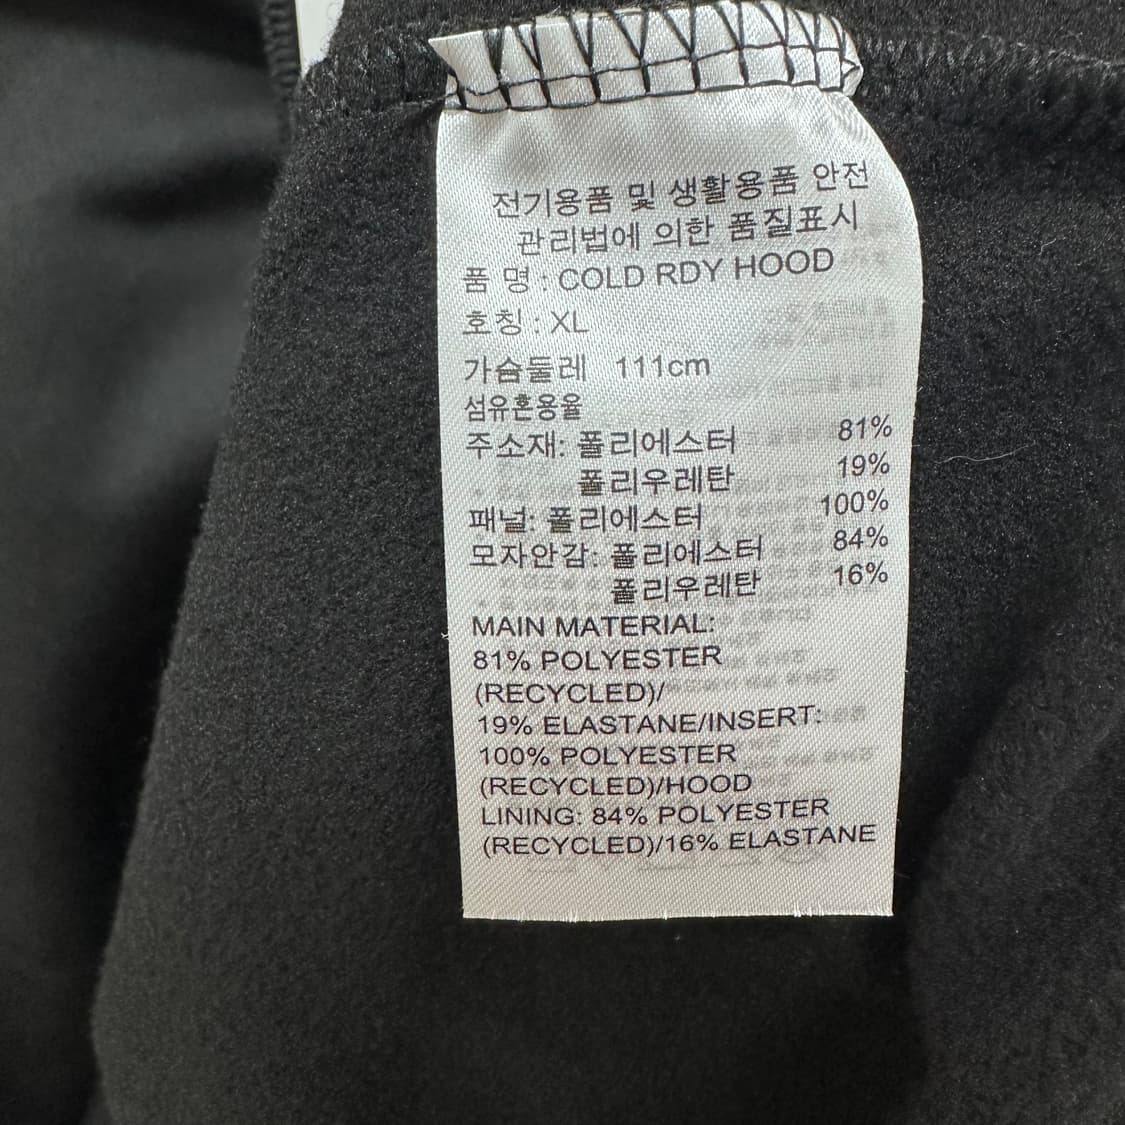 전기용품 및 생활용품 안전
관리법에 의한 품질표시
품 명 : COLD RDY HOOD
호칭 : XL
가슴둘레 111cm
섬유혼용율
주소재: 폴리에스터 81%
폴리우레탄 19%
패널: 폴리에스터 100%
모자안감: 폴리에스터 84%
폴리우레탄 16%
MAIN MATERIAL:
81% POLYESTER
(RECYCLED)/
19% ELASTANE/INSERT:
100% POLYESTER
(RECYCLED)/HOOD
LINING: 84% POLYESTER
(RECYCLED)/16% ELASTANE